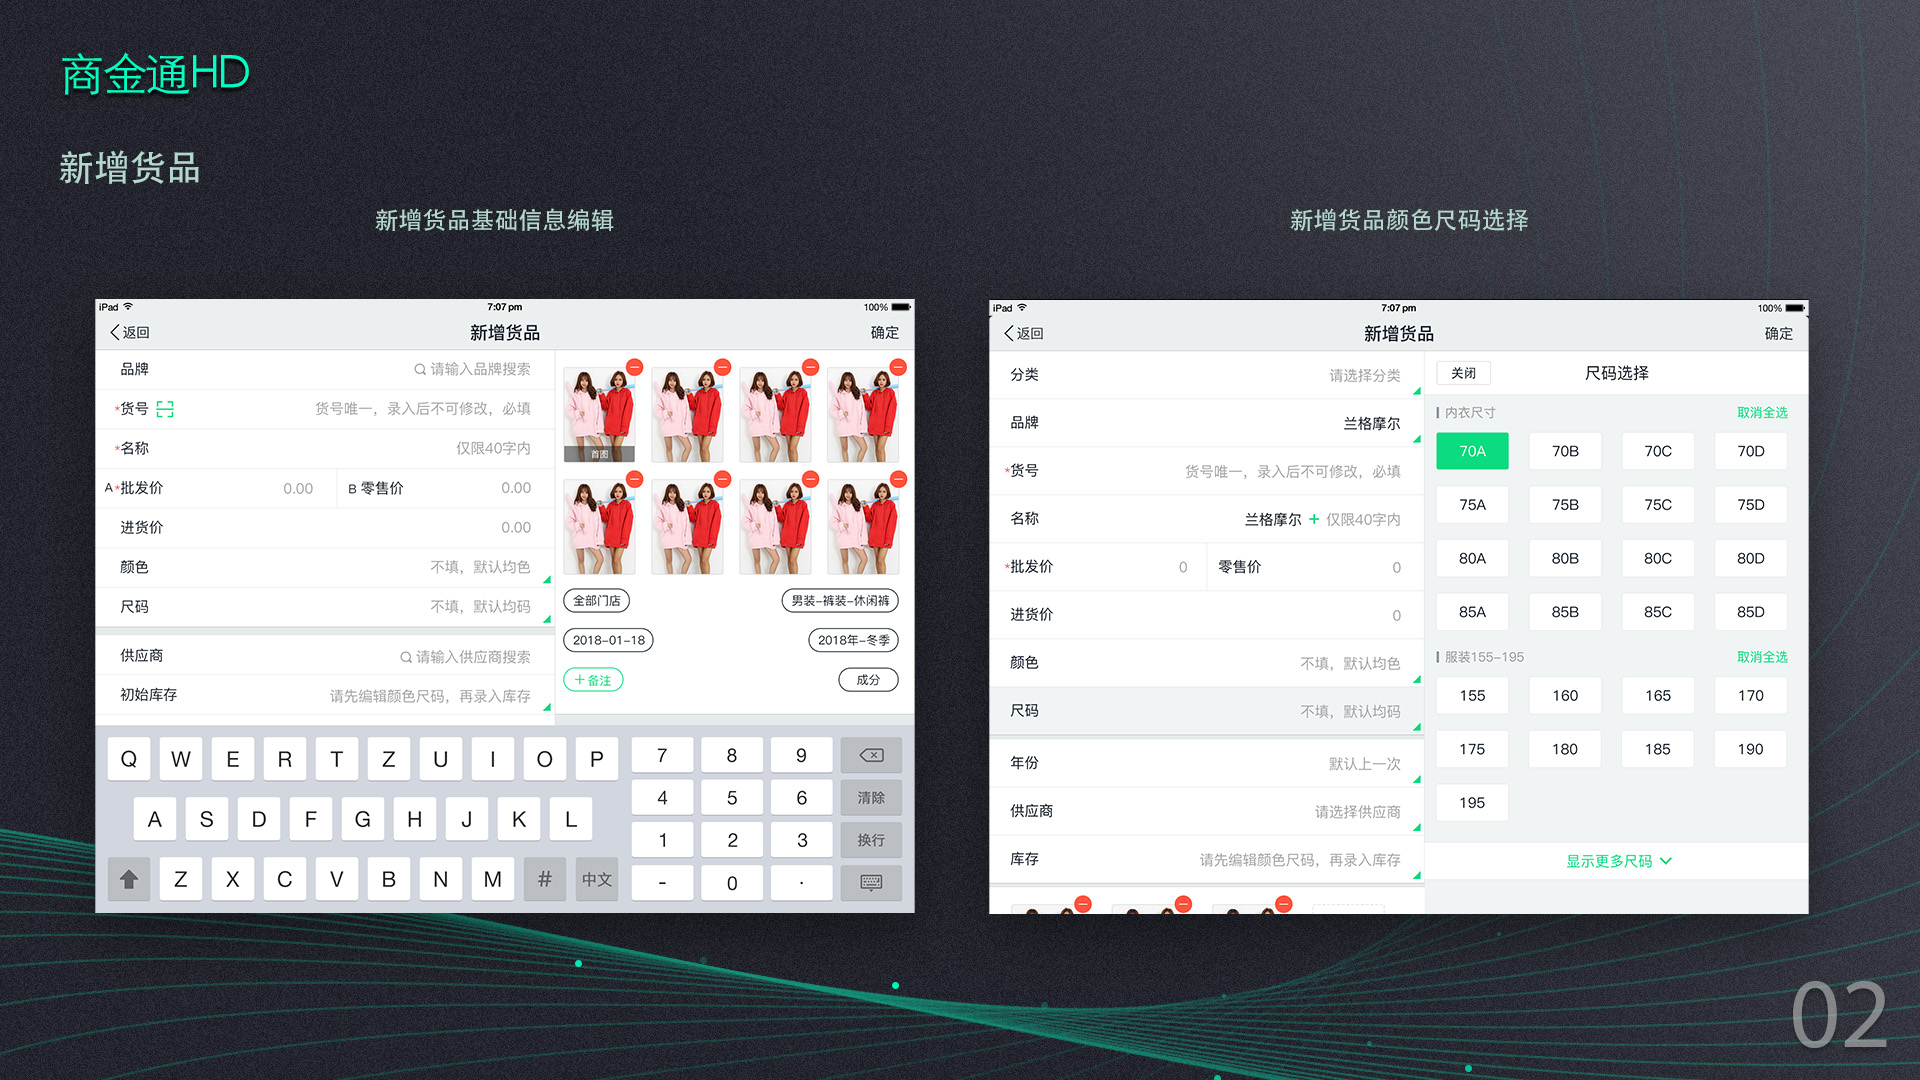 商金通HD
新增货品
新增货品基础信息编辑
新增货品颜色尺码选择
iPad
7:07 pm
100%
返回
新增货品
确定
品牌
请输入品牌搜索
*货号
货号唯一，录入后不可修改，必填
*名称
仅限40字内
A*批发价
0.00
B 零售价
0.00
进货价
0.00
颜色
不填，默认均色
尺码
不填，默认均码
供应商
请输入供应商搜索
初始库存
请先编辑颜色尺码，再录入库存
首图
全部门店
男装-裤装-休闲裤
2018-01-18
2018年-冬季
+备注
成分
Q W E R T Z U I O P
A S D F G H J K L
Z X C V B N M # 中文
7 8 9
4 5 6 清除
1 2 3 换行
- 0 ·
iPad
7:07 pm
100%
返回
新增货品
确定
分类
请选择分类
品牌
兰格摩尔
*货号
货号唯一，录入后不可修改，必填
名称
兰格摩尔 + 仅限40字内
*批发价
0
零售价
0
进货价
0
颜色
不填，默认均色
尺码
不填，默认均码
年份
默认上一次
供应商
请选择供应商
库存
请先编辑颜色尺码，再录入库存
关闭
尺码选择
内衣尺寸
取消全选
70A 70B 70C 70D
75A 75B 75C 75D
80A 80B 80C 80D
85A 85B 85C 85D
服装155-195
取消全选
155 160 165 170
175 180 185 190
195
显示更多尺码
02